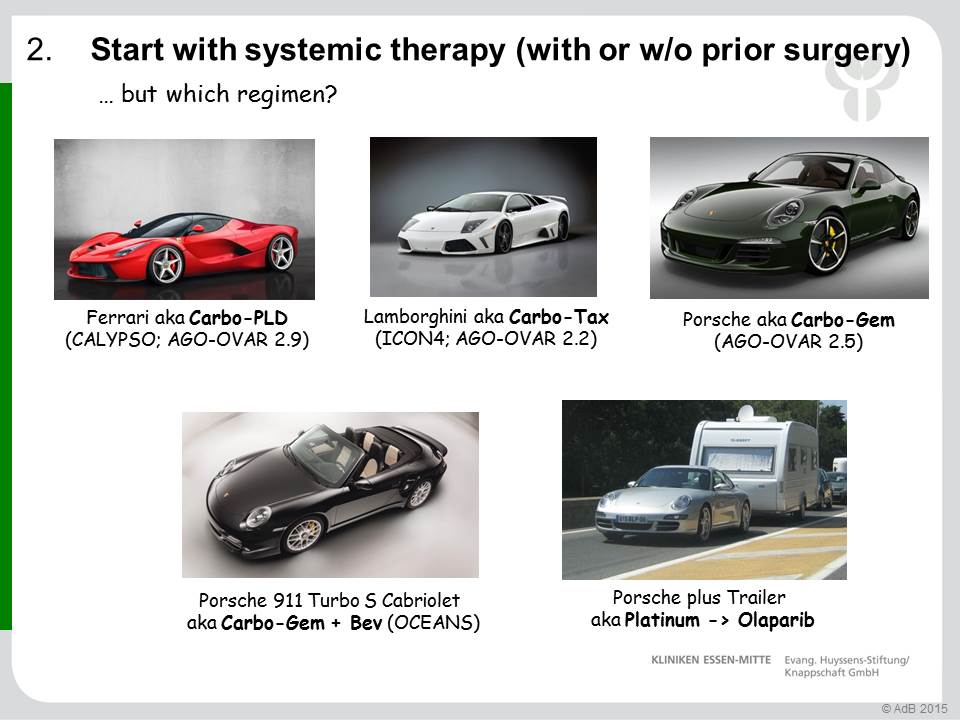 2. Start with systemic therapy (with or w/o prior surgery)
… but which regimen?
Ferrari aka Carbo-PLD
(CALYPSO; AGO-OVAR 2.9)
Lamborghini aka Carbo-Tax
(ICON4; AGO-OVAR 2.2)
Porsche aka Carbo-Gem
(AGO-OVAR 2.5)
Porsche 911 Turbo S Cabriolet
aka Carbo-Gem + Bev (OCEANS)
Porsche plus Trailer
aka Platinum -> Olaparib
KLINIKEN ESSEN-MITTE
Evang. Huyssens-Stiftung/
Knappschaft GmbH
© AdB 2015